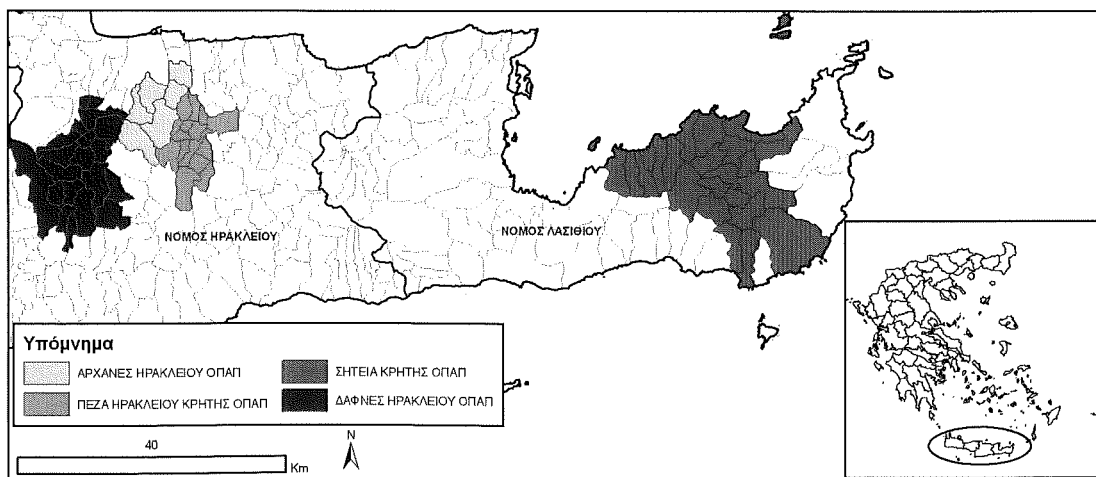 ΝΟΜΟΣ ΗΡΑΚΛΕΙΟΥ
ΝΟΜΟΣ ΛΑΣΙΘΙΟΥ
Υπόμνημα
ΑΡΧΑΝΕΣ ΗΡΑΚΛΕΙΟΥ ΟΠΑΠ
ΣΗΤΕΙΑ ΚΡΗΤΗΣ ΟΠΑΠ
ΠΕΖΑ ΗΡΑΚΛΕΙΟΥ ΚΡΗΤΗΣ ΟΠΑΠ
ΔΑΦΝΕΣ ΗΡΑΚΛΕΙΟΥ ΟΠΑΠ
40
N
Km